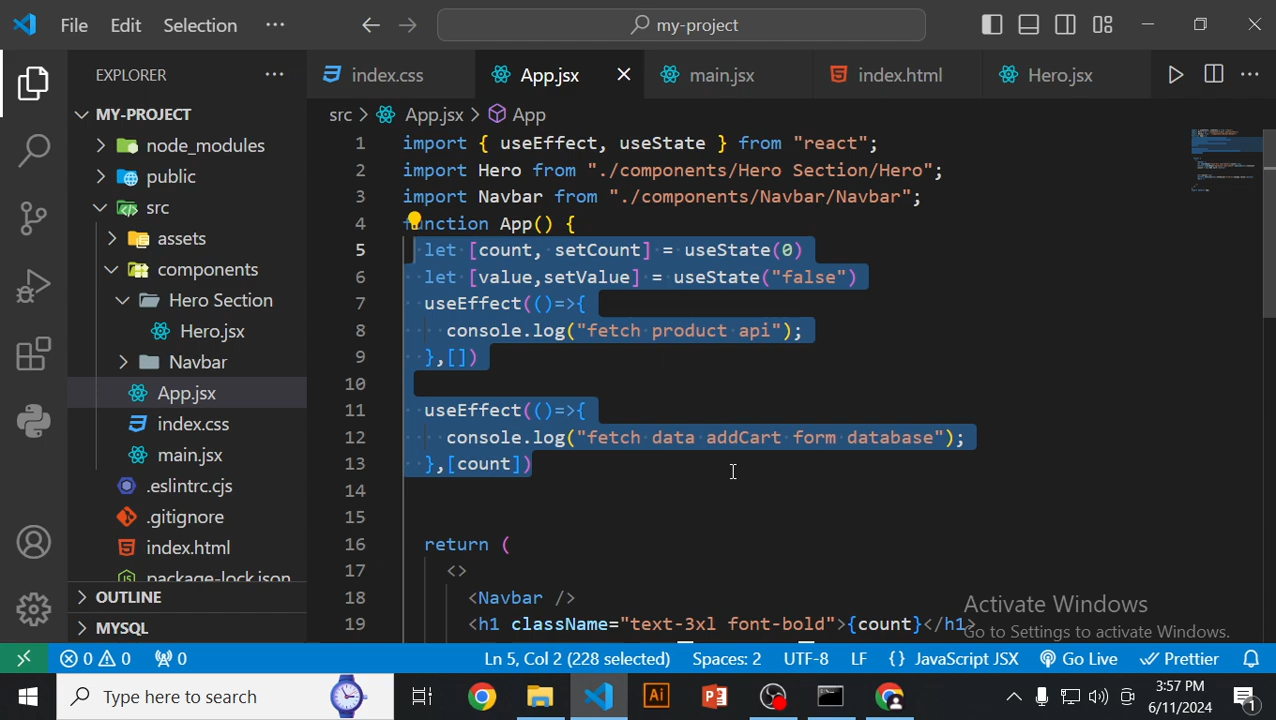 File Edit Selection ··· my-project
EXPLORER ···
index.css App.jsx main.jsx index.html Hero.jsx ···
MY-PROJECT
node_modules
public
src
assets
components
Hero Section
Hero.jsx
Navbar
App.jsx
index.css
main.jsx
.eslintrc.cjs
.gitignore
index.html
package-lock.json
OUTLINE
MYSQL
src > App.jsx > App
1 import { useEffect, useState } from "react";
2 import Hero from "./components/Hero Section/Hero";
3 import Navbar from "./components/Navbar/Navbar";
4 function App() {
5 let [count, setCount] = useState(0)
6 let [value,setValue] = useState("false")
7 useEffect(()=>{
8 console.log("fetch product api");
9 },[])
10
11 useEffect(()=>{
12 console.log("fetch data addCart form database");
13 },[count])
14
15
16 return (
17 <>
18 <Navbar />
19 <h1 className="text-3xl font-bold">{count}</h1>
Activate Windows
Go to Settings to activate Windows.
0 0 0 Ln 5, Col 2 (228 selected) Spaces: 2 UTF-8 LF {} JavaScript JSX Go Live Prettier
Type here to search
Ai
3:57 PM
6/11/2024
1